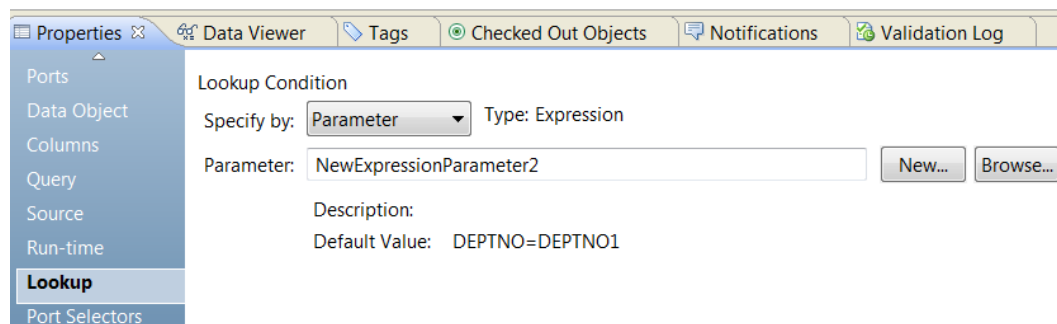 Properties Data Viewer Tags Checked Out Objects Notifications Validation Log
Ports
Data Object
Columns
Query
Source
Run-time
Lookup
Port Selectors
Lookup Condition
Specify by: Parameter Type: Expression
Parameter: NewExpressionParameter2 New... Browse...
Description:
Default Value: DEPTNO=DEPTNO1